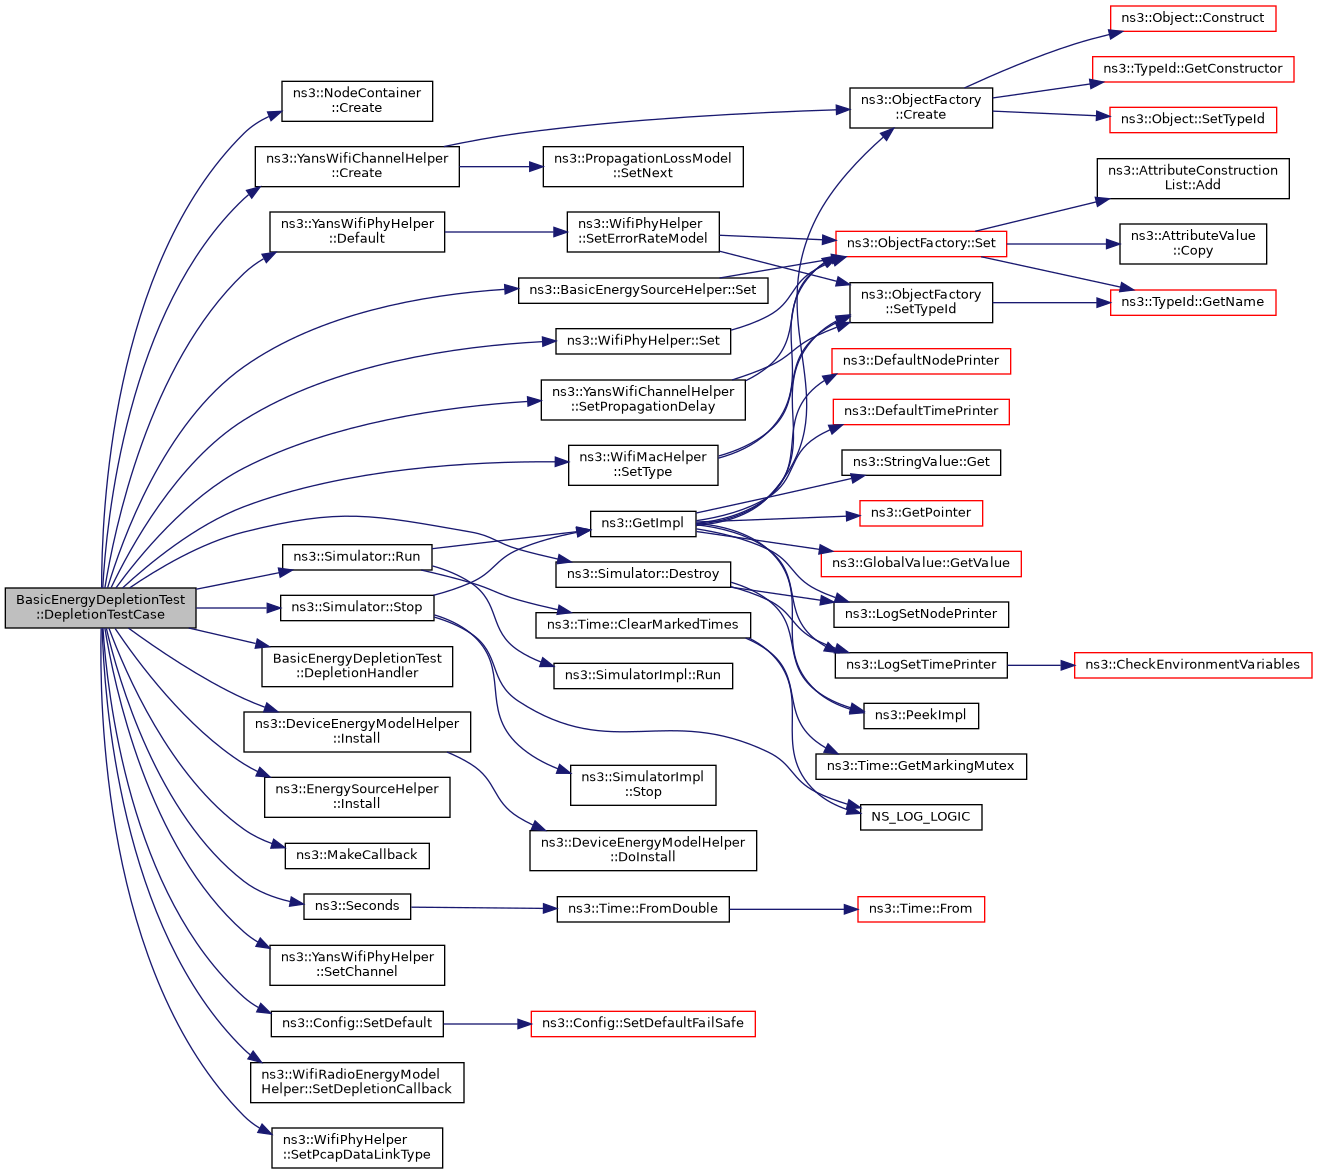 BasicEnergyDepletionTest
::DepletionTestCase
ns3::NodeContainer
::Create
ns3::YansWifiChannelHelper
::Create
ns3::YansWifiPhyHelper
::Default
ns3::Simulator::Run
ns3::Simulator::Stop
BasicEnergyDepletionTest
::DepletionHandler
ns3::DeviceEnergyModelHelper
::Install
ns3::EnergySourceHelper
::Install
ns3::MakeCallback
ns3::Seconds
ns3::YansWifiPhyHelper
::SetChannel
ns3::Config::SetDefault
ns3::WifiRadioEnergyModel
Helper::SetDepletionCallback
ns3::WifiPhyHelper
::SetPcapDataLinkType
ns3::PropagationLossModel
::SetNext
ns3::WifiPhyHelper
::SetErrorRateModel
ns3::BasicEnergySourceHelper::Set
ns3::WifiPhyHelper::Set
ns3::YansWifiChannelHelper
::SetPropagationDelay
ns3::WifiMacHelper
::SetType
ns3::GetImpl
ns3::Simulator::Destroy
ns3::Time::ClearMarkedTimes
ns3::SimulatorImpl::Run
ns3::SimulatorImpl
::Stop
ns3::DeviceEnergyModelHelper
::DoInstall
ns3::Time::FromDouble
ns3::Config::SetDefaultFailSafe
ns3::ObjectFactory
::Create
ns3::ObjectFactory::Set
ns3::ObjectFactory
::SetTypeId
ns3::DefaultNodePrinter
ns3::DefaultTimePrinter
ns3::StringValue::Get
ns3::GetPointer
ns3::GlobalValue::GetValue
ns3::LogSetNodePrinter
ns3::LogSetTimePrinter
ns3::PeekImpl
ns3::Time::GetMarkingMutex
NS_LOG_LOGIC
ns3::Time::From
ns3::Object::Construct
ns3::TypeId::GetConstructor
ns3::Object::SetTypeId
ns3::AttributeConstruction
List::Add
ns3::AttributeValue
::Copy
ns3::TypeId::GetName
ns3::CheckEnvironmentVariables